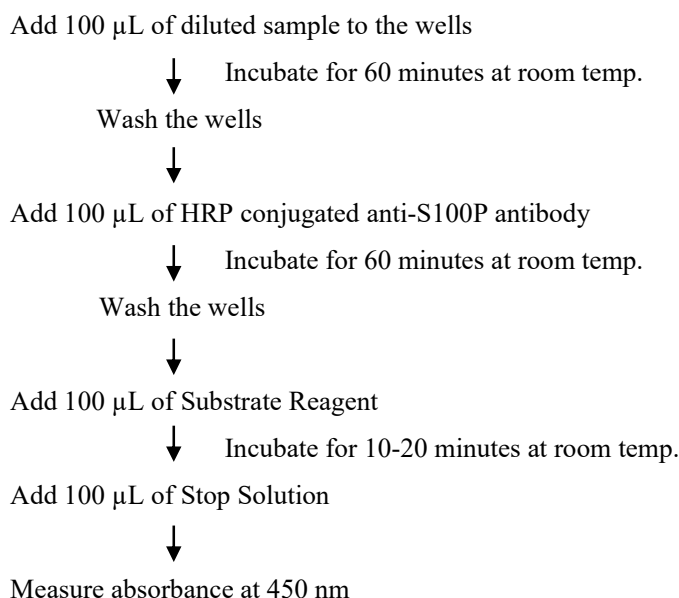 Add 100 µL of diluted sample to the wells
Incubate for 60 minutes at room temp.
Wash the wells
Add 100 µL of HRP conjugated anti-S100P antibody
Incubate for 60 minutes at room temp.
Wash the wells
Add 100 µL of Substrate Reagent
Incubate for 10-20 minutes at room temp.
Add 100 µL of Stop Solution
Measure absorbance at 450 nm